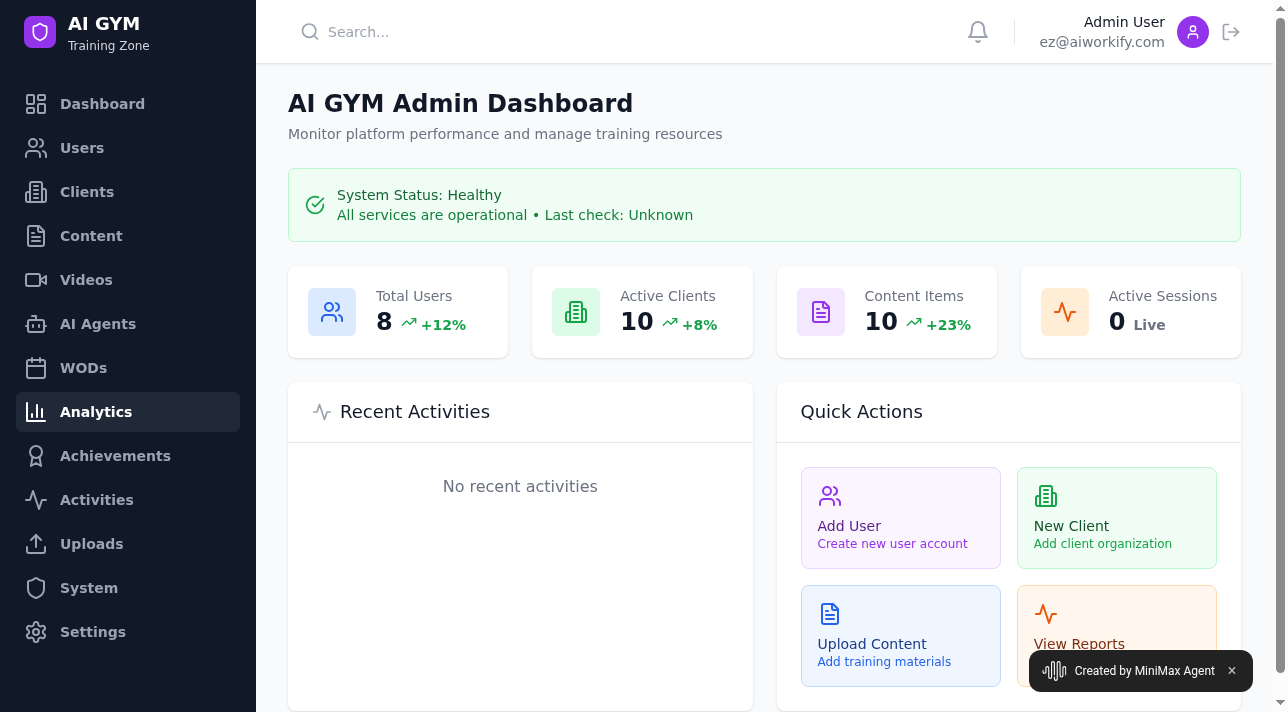 AI GYM
Training Zone
Dashboard
Users
Clients
Content
Videos
AI Agents
WODs
Analytics
Achievements
Activities
Uploads
System
Settings
Search...
Admin User
ez@aiworkify.com
AI GYM Admin Dashboard
Monitor platform performance and manage training resources
System Status: Healthy
All services are operational • Last check: Unknown
Total Users
8 +12%
Active Clients
10 +8%
Content Items
10 +23%
Active Sessions
0 Live
Recent Activities
No recent activities
Quick Actions
Add User
Create new user account
New Client
Add client organization
Upload Content
Add training materials
View Reports
Created by MiniMax Agent ×